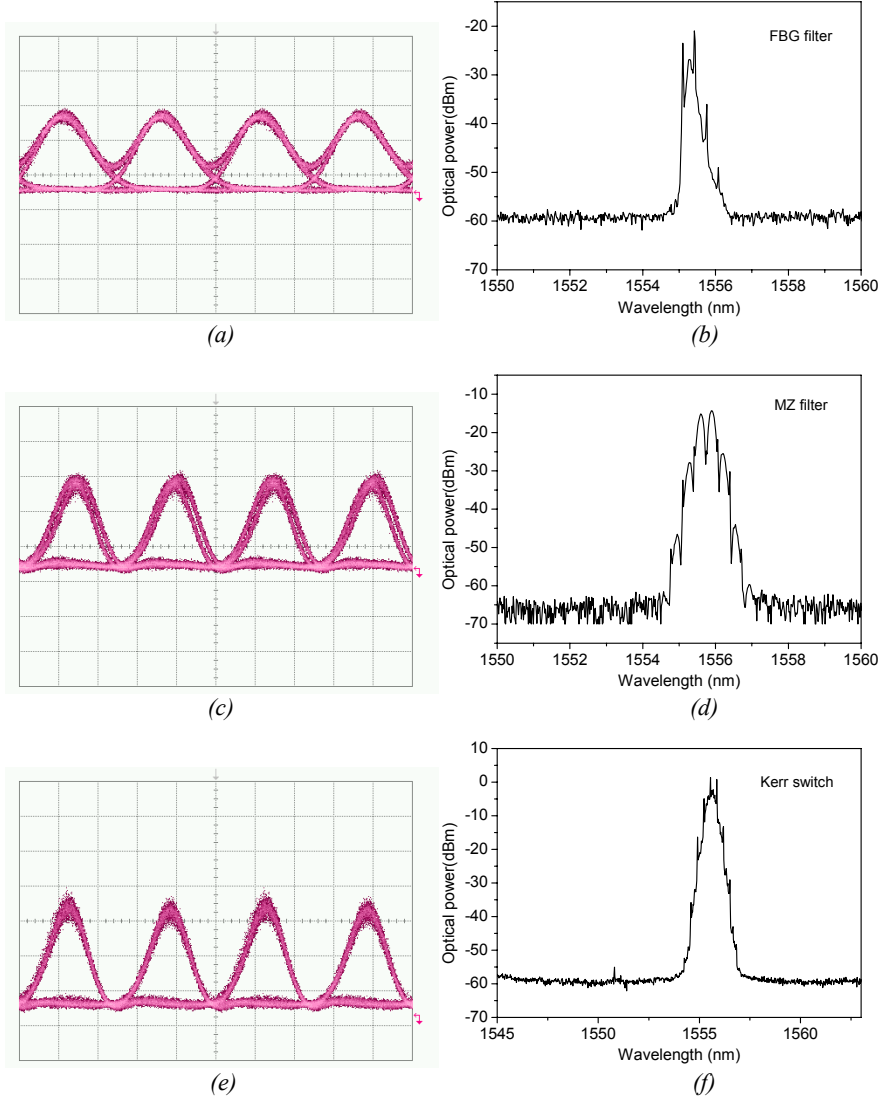 -20
-30
-40
-50
-60
-70
Optical power(dBm)
FBG filter
1550 1552 1554 1556 1558 1560
Wavelength (nm)
(a)
(b)
-10
-20
-30
-40
-50
-60
-70
Optical power(dBm)
MZ filter
1550 1552 1554 1556 1558 1560
Wavelength (nm)
(c)
(d)
10
0
-10
-20
-30
-40
-50
-60
-70
Optical power(dBm)
Kerr switch
1545 1550 1555 1560
Wavelength (nm)
(e)
(f)